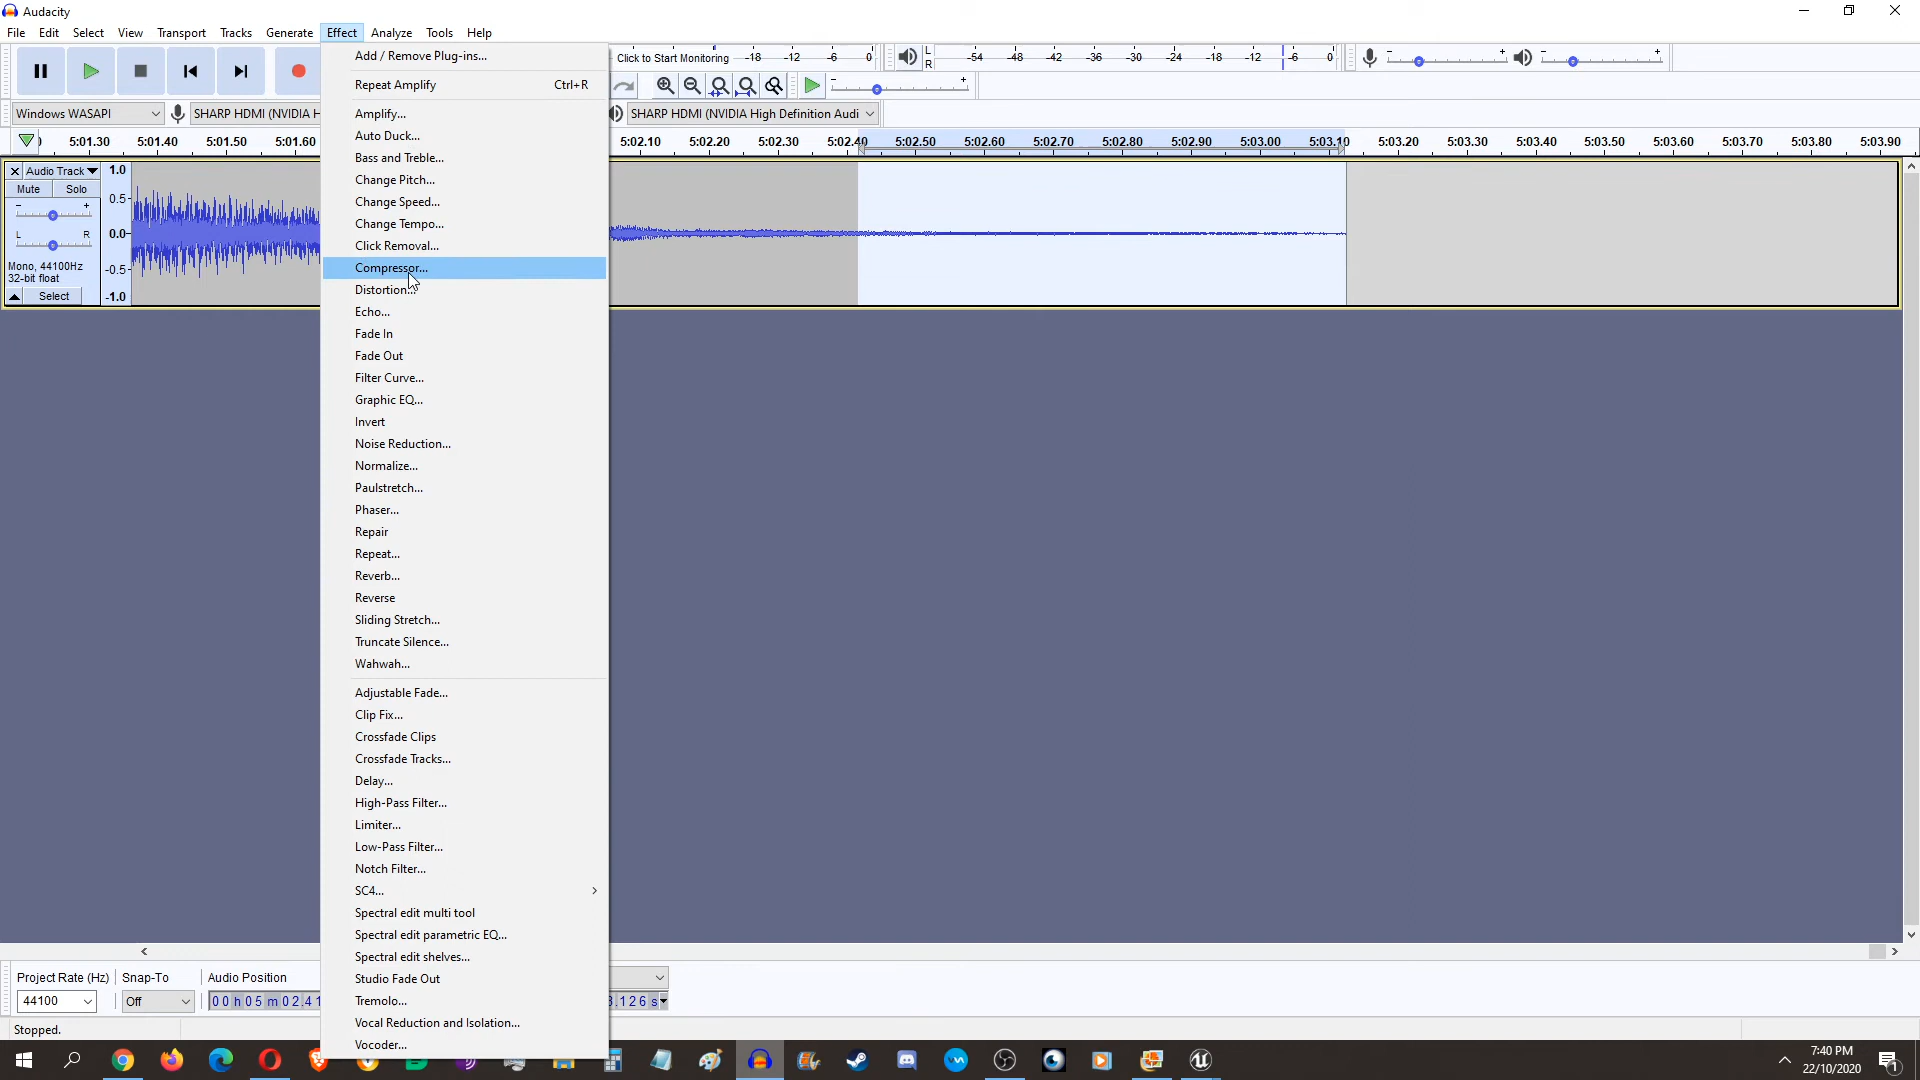 Audacity
File Edit Select View Transport Tracks Generate Effect Analyze Tools Help
Click to Start Monitoring -18 -12 -6 0
L
R
-54 -48 -42 -36 -30 -24 -18 -12 -6 0
Windows WASAPI
SHARP HDMI (NVIDIA H
SHARP HDMI (NVIDIA High Definition Audi
5:01.30 5:01.40 5:01.50 5:01.60 5:02.10 5:02.20 5:02.30 5:02.40 5:02.50 5:02.60 5:02.70 5:02.80 5:02.90 5:03.00 5:03.10 5:03.20 5:03.30 5:03.40 5:03.50 5:03.60 5:03.70 5:03.80 5:03.90
Audio Track
Mute Solo
- +
L R
Mono, 44100Hz
32-bit float
Select
1.0
0.5
0.0
-0.5
-1.0
Add / Remove Plug-ins...
Repeat Amplify Ctrl+R
Amplify...
Auto Duck...
Bass and Treble...
Change Pitch...
Change Speed...
Change Tempo...
Click Removal...
Compressor...
Distortion...
Echo...
Fade In
Fade Out
Filter Curve...
Graphic EQ...
Invert
Noise Reduction...
Normalize...
Paulstretch...
Phaser...
Repair
Repeat...
Reverb...
Reverse
Sliding Stretch...
Truncate Silence...
Wahwah...
Adjustable Fade...
Clip Fix...
Crossfade Clips
Crossfade Tracks...
Delay...
High-Pass Filter...
Limiter...
Low-Pass Filter...
Notch Filter...
SC4...
Spectral edit multi tool
Spectral edit parametric EQ...
Spectral edit shelves...
Studio Fade Out
Tremolo...
Vocal Reduction and Isolation...
Vocoder...
Project Rate (Hz) Snap-To Audio Position
44100 Off 00h05m02.41 3.126s
Stopped.
7:40 PM
22/10/2020
1